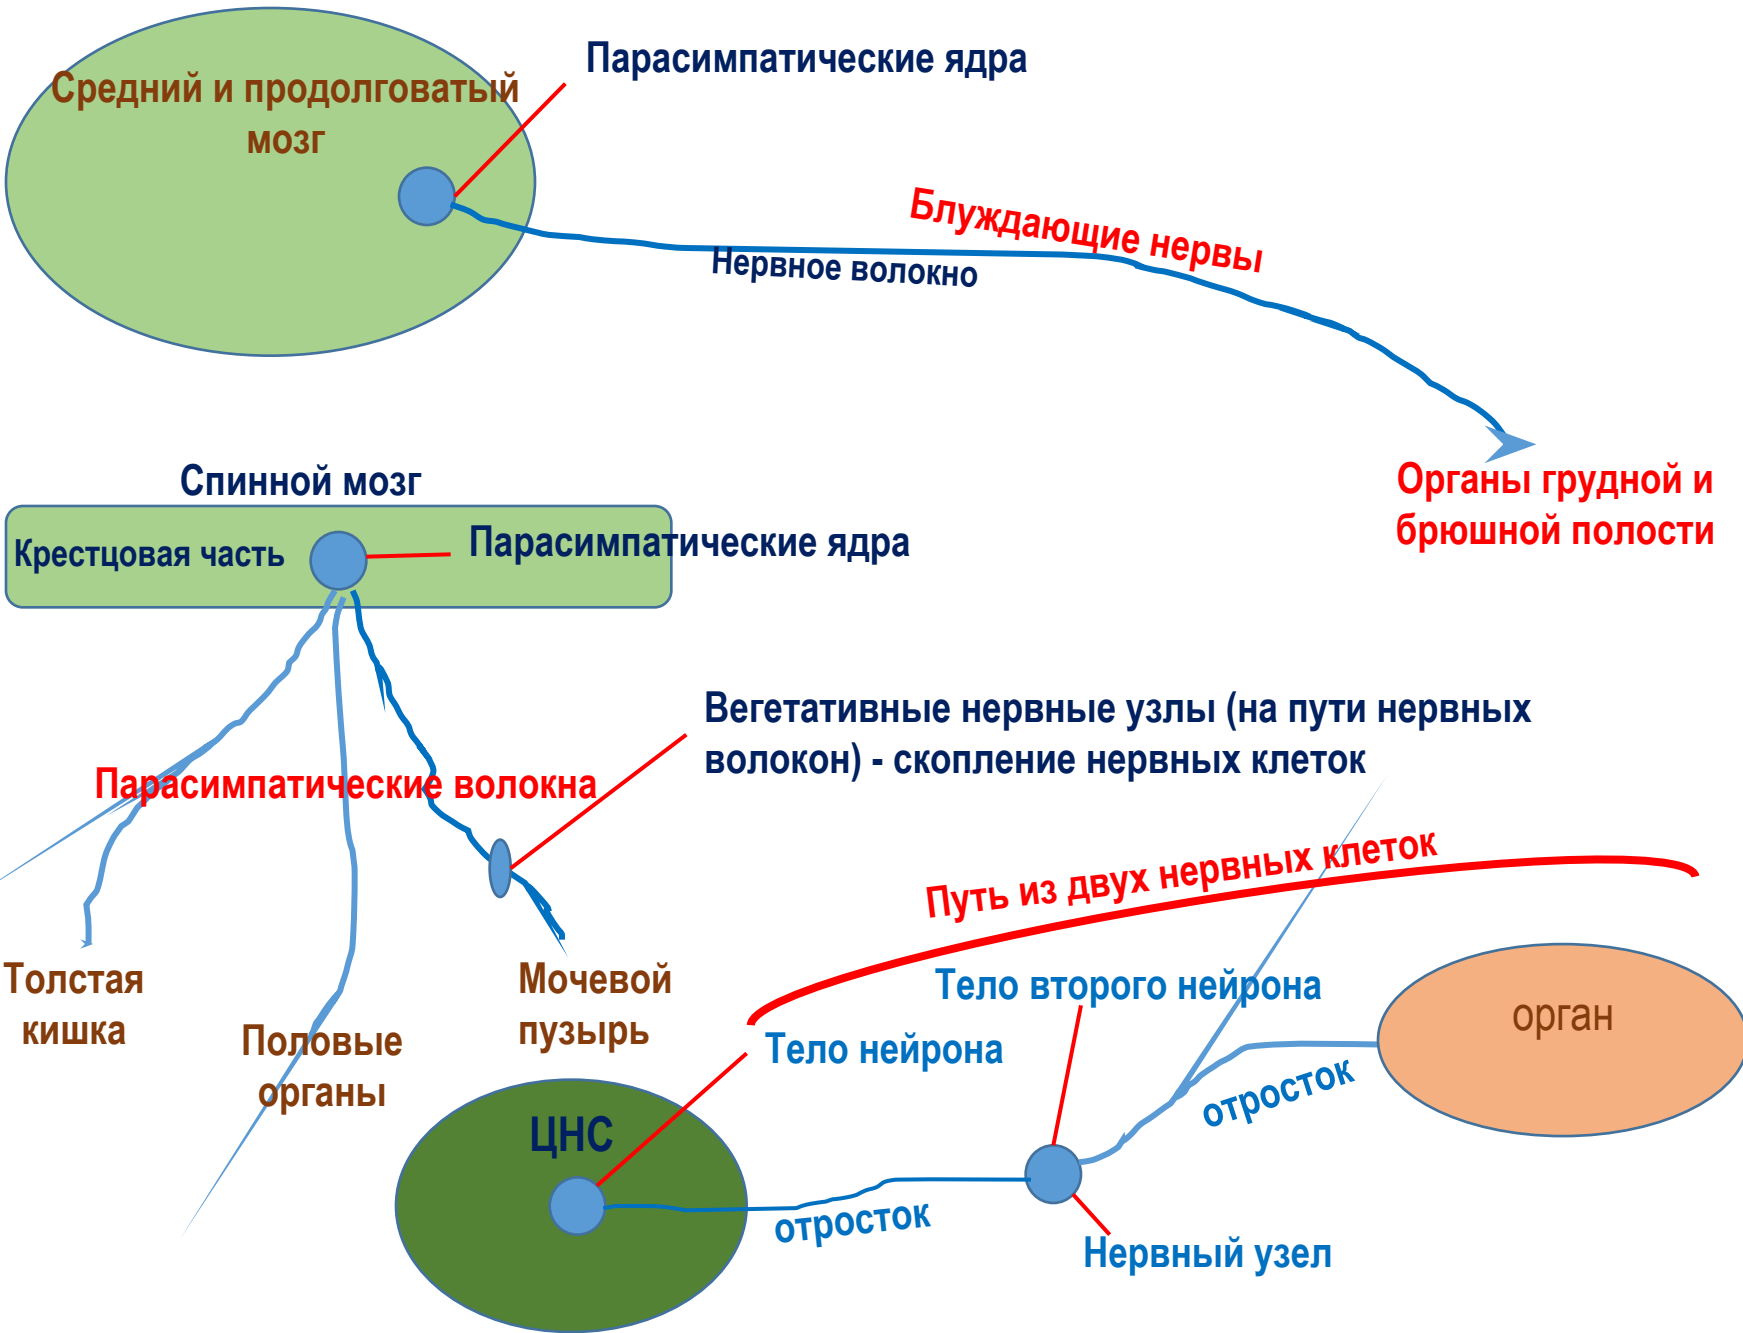 Парасимпатические ядра
Средний и продолговатый
мозг
Блуждающие нервы
Нервное волокно
Органы грудной и
брюшной полости
Спинной мозг
Крестцовая часть
Парасимпатические ядра
Вегетативные нервные узлы (на пути нервных
волокон) - скопление нервных клеток
Парасимпатические волокна
Толстая
кишка
Половые
органы
Мочевой
пузырь
Путь из двух нервных клеток
Тело второго нейрона
Тело нейрона
орган
отросток
ЦНС
отросток
Нервный узел